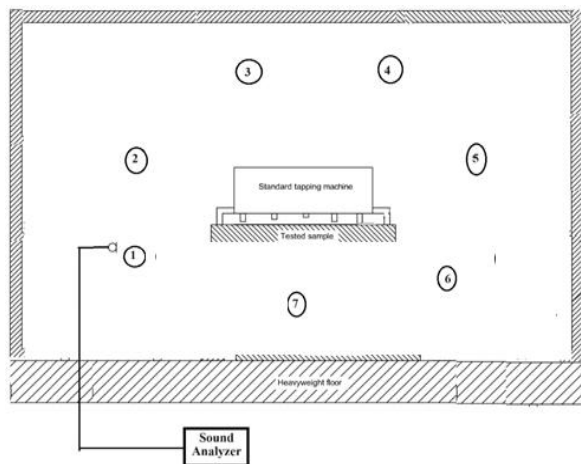 3
4
2
5
Standard tapping machine
Tested sample
1
6
7
Heavyweight floor
Sound
Analyzer